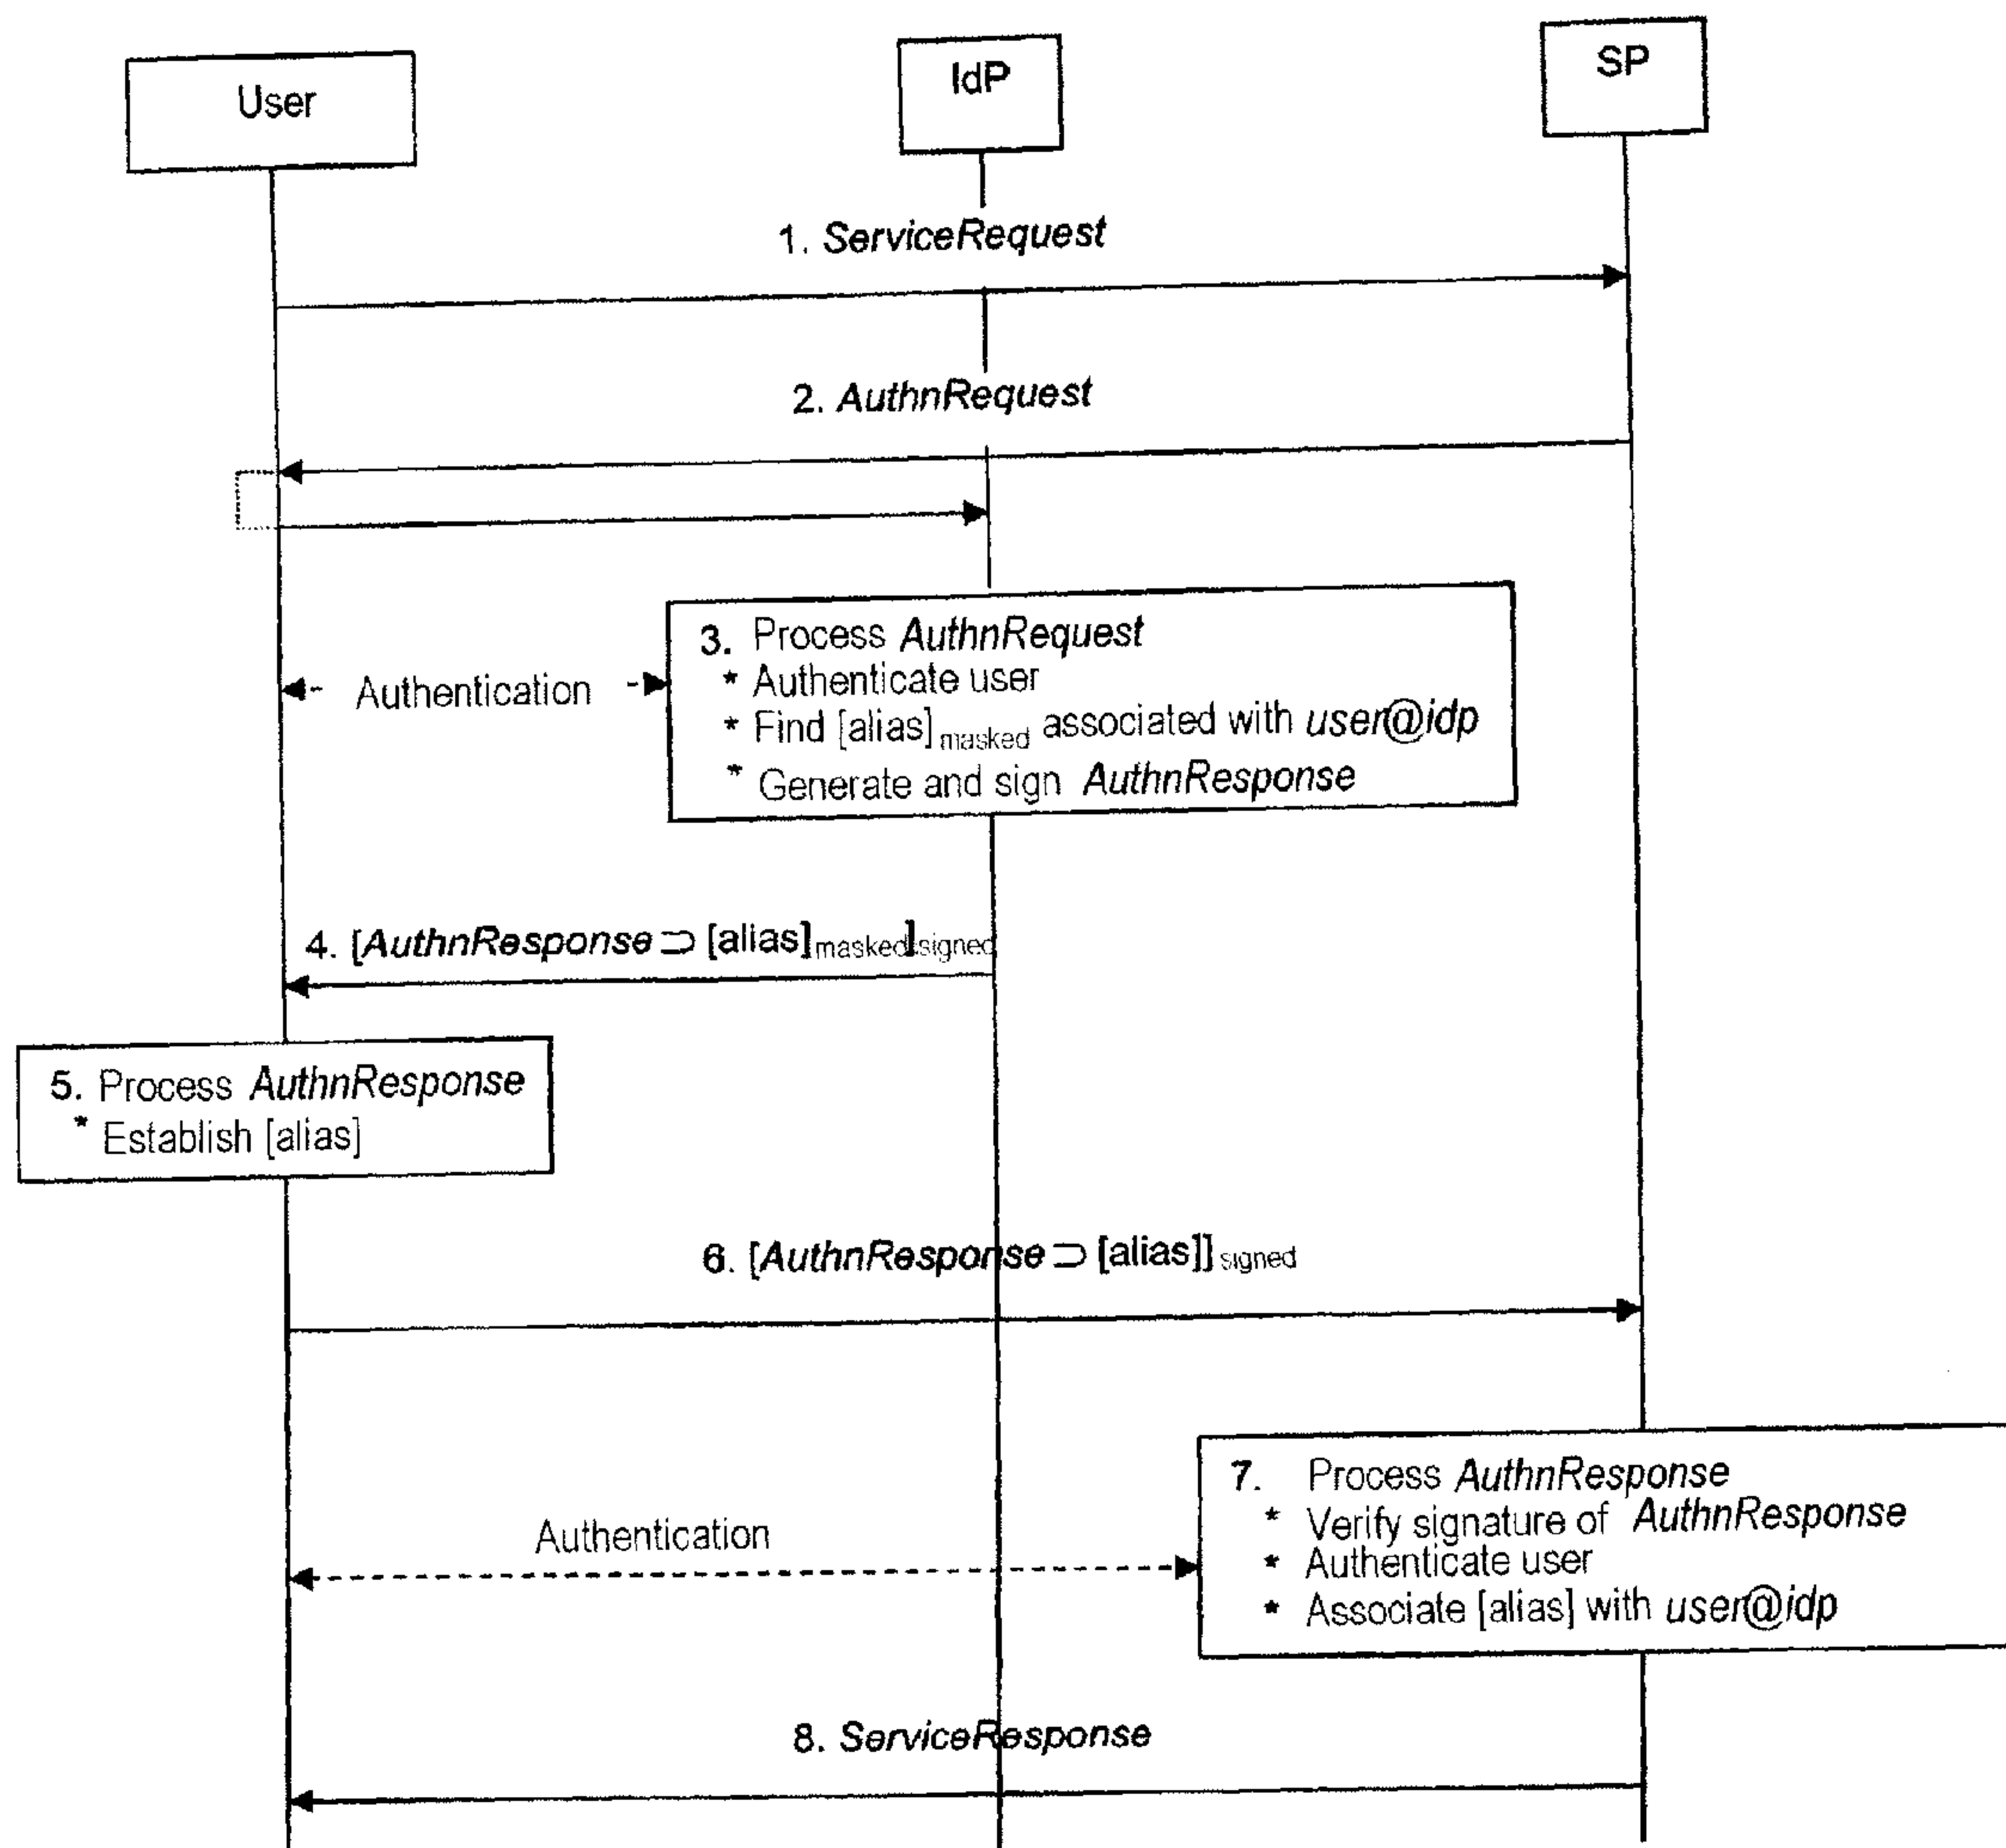 User
IdP
SP
1. ServiceRequest
2. AuthnRequest
3. Process AuthnRequest
* Authenticate user
* Find [alias] masked associated with user@idp
* Generate and sign AuthnResponse
Authentication
4. [AuthnResponse ⊃ [alias]masked]signed
5. Process AuthnResponse
* Establish [alias]
6. [AuthnResponse ⊃ [alias]] signed
7. Process AuthnResponse
* Verify signature of AuthnResponse
* Authenticate user
* Associate [alias] with user@idp
Authentication
8. ServiceResponse